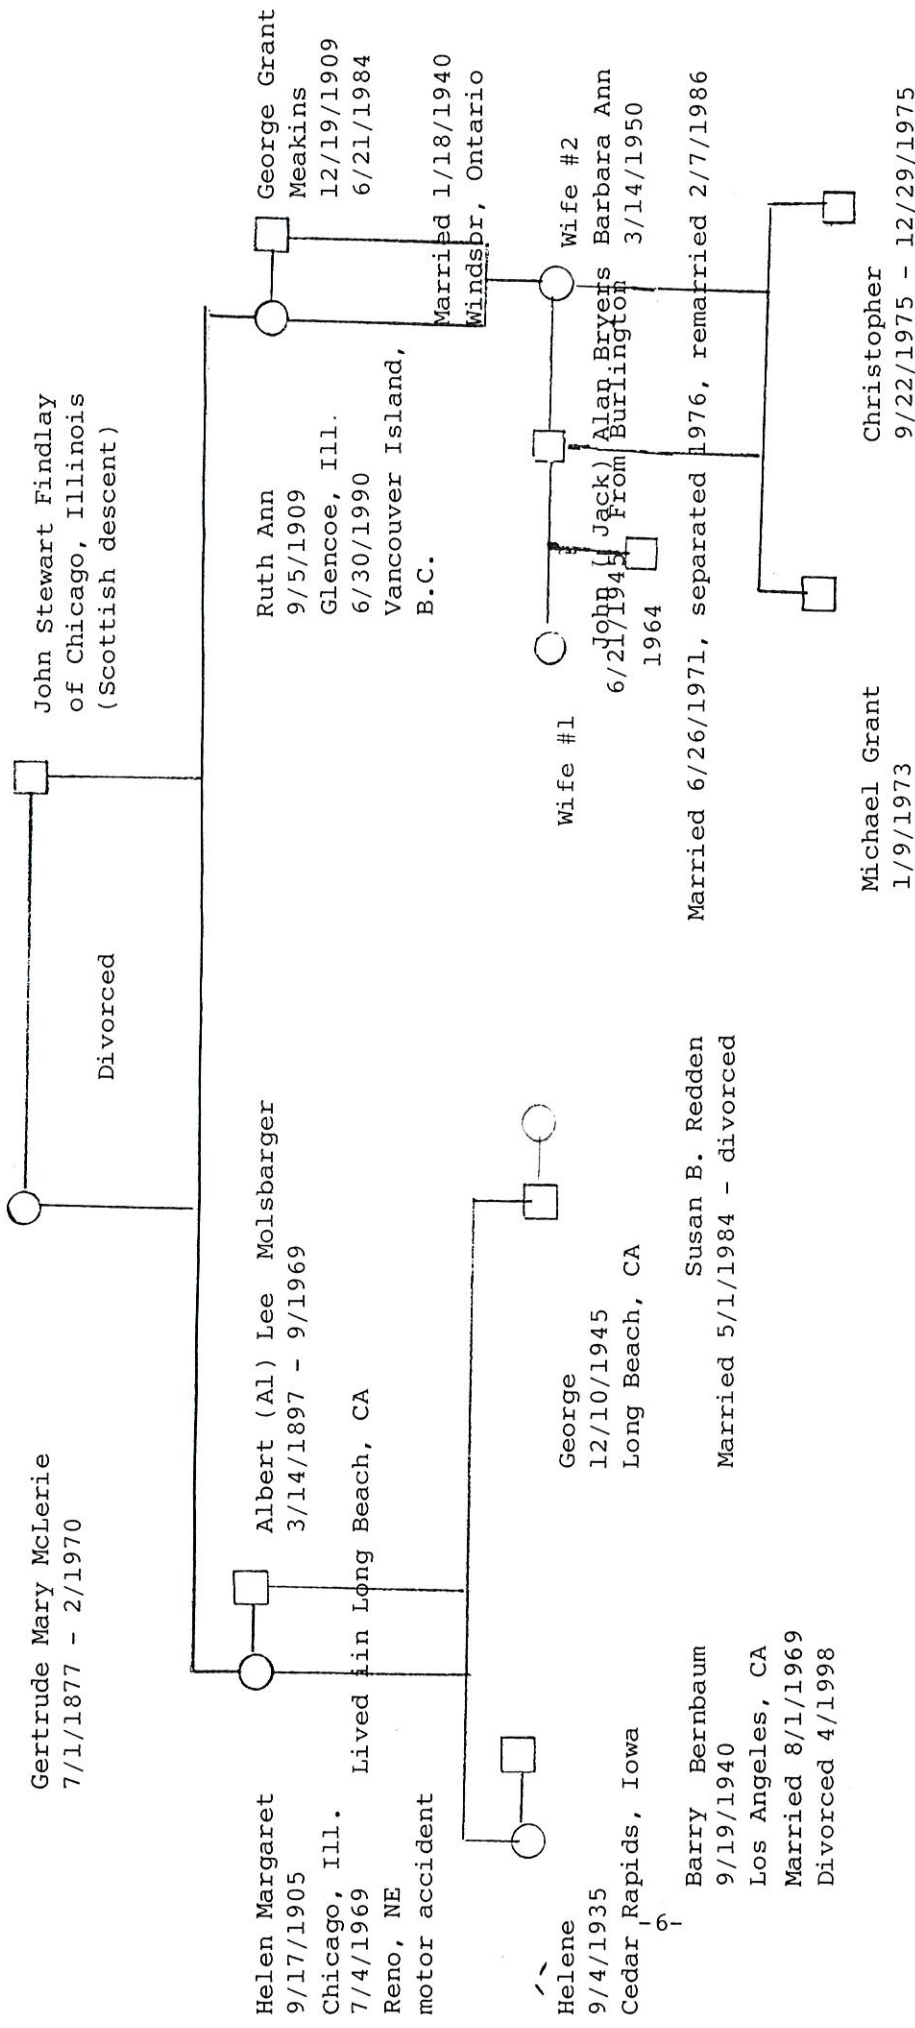 Gertrude Mary McLerie
7/1/1877 - 2/1970
Divorced
John Stewart Findlay
of Chicago, Illinois
(Scottish descent)
Helen Margaret
9/17/1905
Chicago, Ill.
7/4/1969
Reno, NE
motor accident
Albert (Al) Lee Molsbarger
3/14/1897 - 9/1969
Lived iin Long Beach, CA
Ruth Ann
9/5/1909
Glencoe, Ill.
6/30/1990
Vancouver Island,
B.C.
George Grant
Meakins
12/19/1909
6/21/1984
Married 1/18/1940
Windsor, Ontario
Helene
9/4/1935
Cedar Rapids, Iowa
Barry Bernbaum
9/19/1940
Los Angeles, CA
Married 8/1/1969
Divorced 4/1998
George
12/10/1945
Long Beach, CA
Susan B. Redden
Married 5/1/1984 - divorced
Wife #1
John (Jack) Alan Bryers
6/21/1945 From Burlington
1964
Wife #2
Barbara Ann
3/14/1950
Married 6/26/1971, separated 1976, remarried 2/7/1986
Michael Grant
1/9/1973
Christopher
9/22/1975 - 12/29/1975
-6-